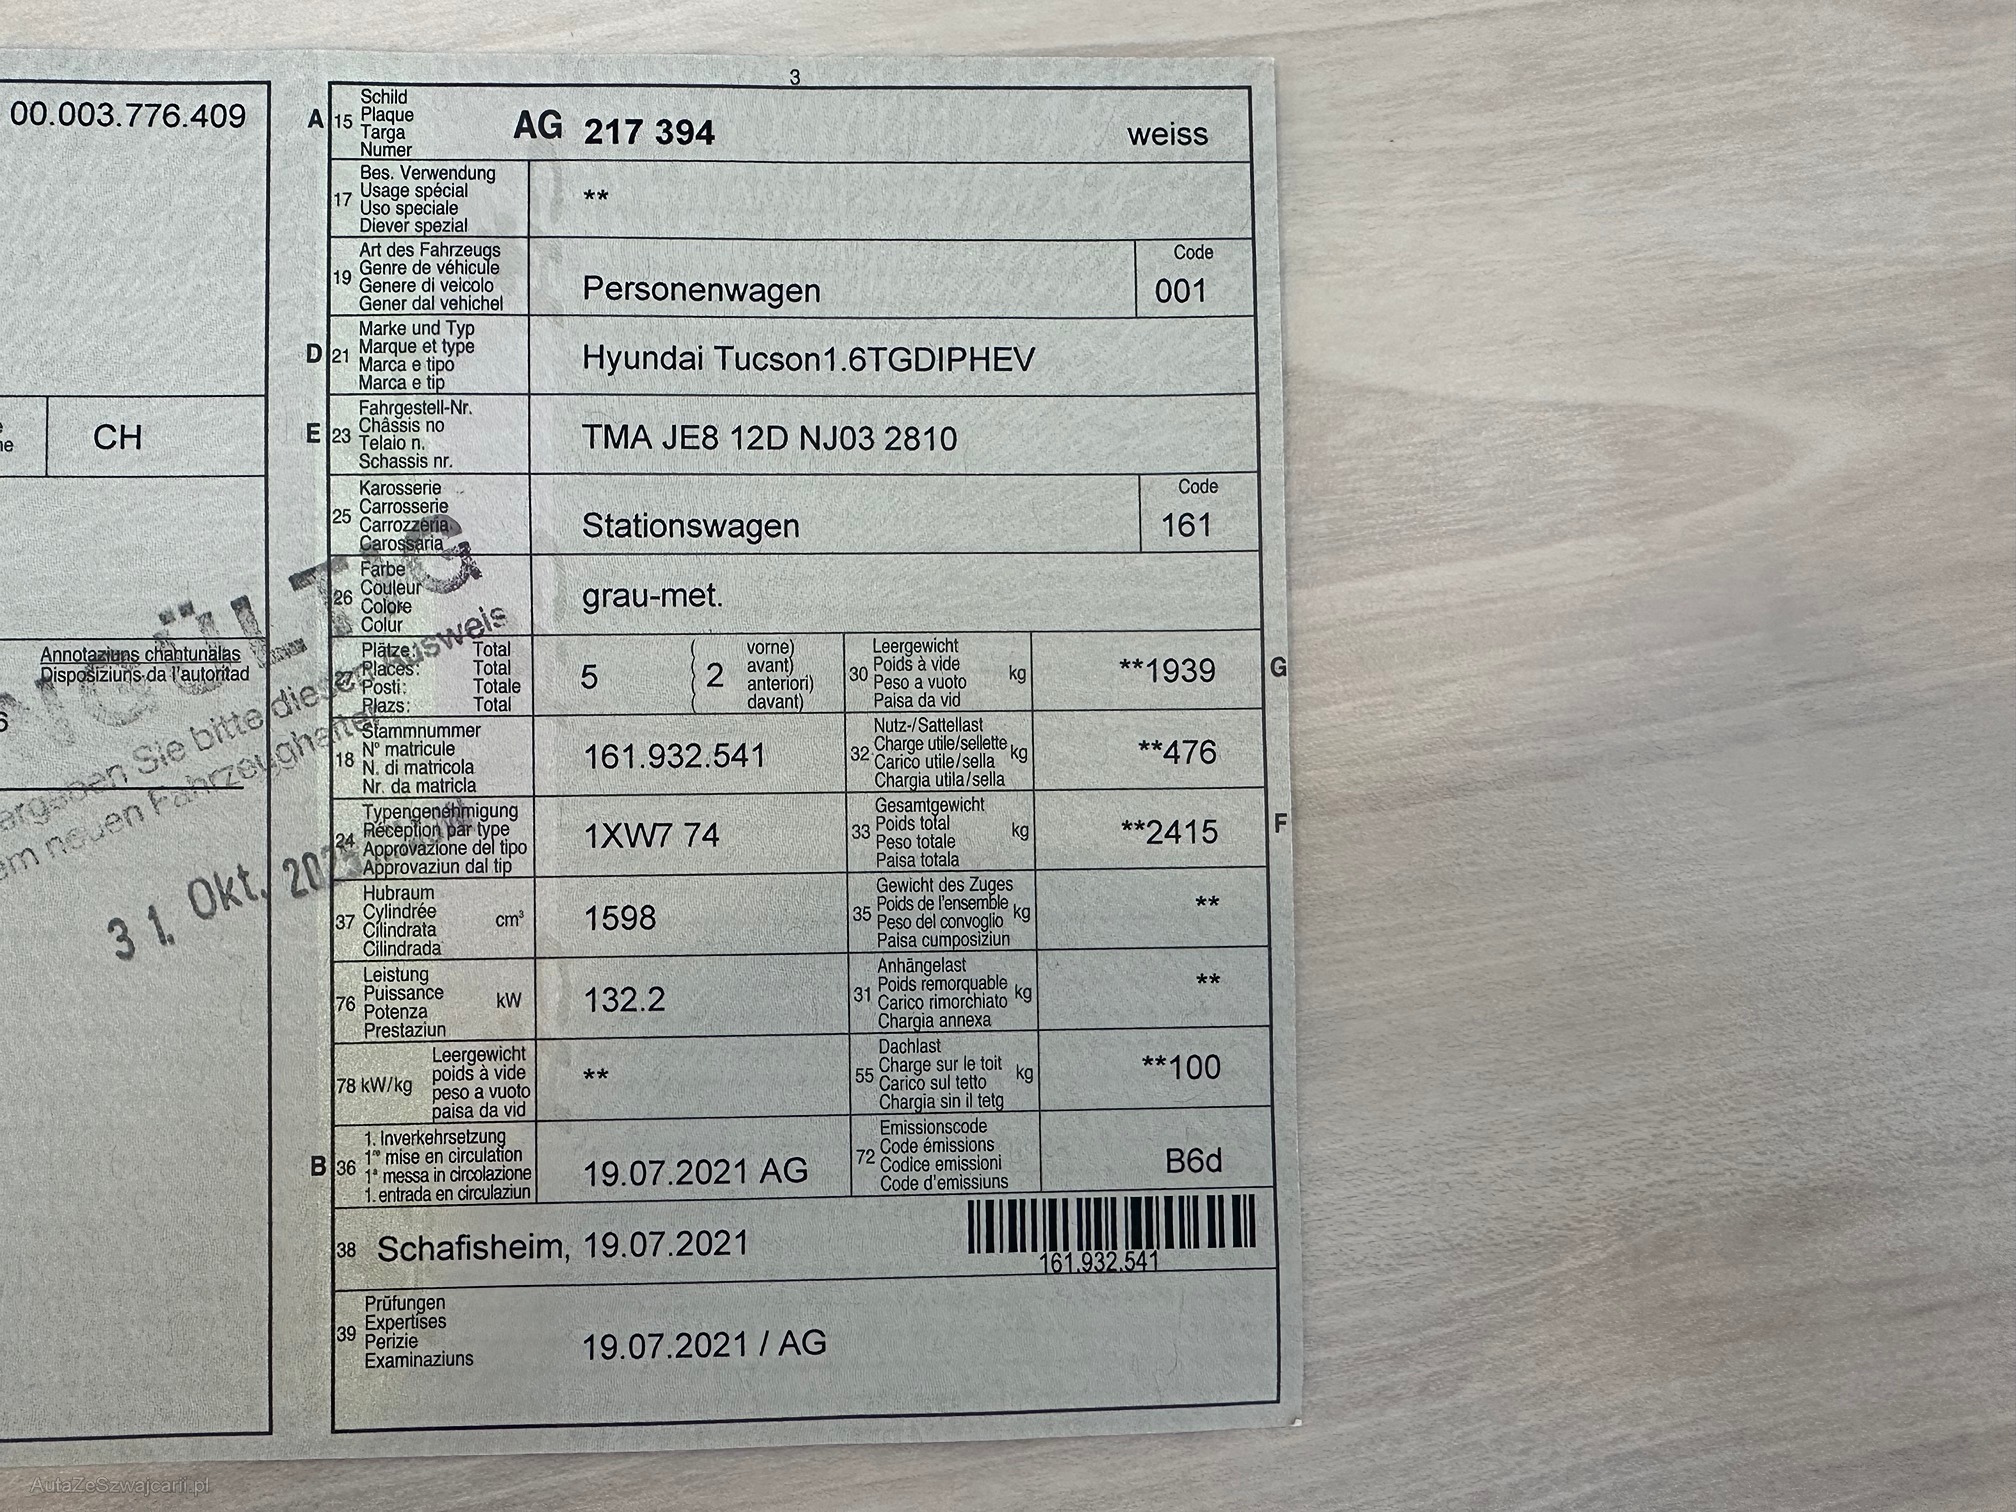 00.003.776.409
CH
Annotaziuns chantunalas
Disposiziuns da l'autoritad
Sie bitte diesen Ausweis
neuen Fahrzeughalter
31. Okt. 2023
3
A 15 Schild
Plaque
Targa
Numer
AG 217 394 weiss
17 Bes. Verwendung
Usage spécial
Uso speciale
Diever spezial
**
19 Art des Fahrzeugs
Genre de véhicule
Genere di veicolo
Gener dal vehichel
Personenwagen
Code
001
D 21 Marke und Typ
Marque et type
Marca e tipo
Marca e tip
Hyundai Tucson1.6TGDIPHEV
E 23 Fahrgestell-Nr.
Châssis no
Telaio n.
Schassis nr.
TMA JE8 12D NJ03 2810
25 Karosserie
Carrosserie
Carrozzeria
Carossaria
Stationswagen
Code
161
26 Farbe
Couleur
Colore
Colur
grau-met.
27 Plätze: Total
Places: Total
Posti: Totale
Plazs: Total
5 ( 2 vorne)
avant)
anteriori)
davant)
30 Leergewicht
Poids à vide
Peso a vuoto
Paisa da vid
kg **1939 G
18 Stammnummer
N° matricule
N. di matricola
Nr. da matricla
161.932.541
32 Nutz-/Sattellast
Charge utile/sellette
Carico utile/sella
Chargia utila/sella
kg **476
24 Typengenehmigung
Réception par type
Approvazione del tipo
Approvaziun dal tip
1XW7 74
33 Gesamtgewicht
Poids total
Peso totale
Paisa totala
kg **2415 F
37 Hubraum
Cylindrée
Cilindrata
Cilindrada
cm³ 1598
35 Gewicht des Zuges
Poids de l'ensemble
Peso del convoglio
Paisa cumposiziun
kg **
76 Leistung
Puissance
Potenza
Prestaziun
kW 132.2
31 Anhängelast
Poids remorquable
Carico rimorchiato
Chargia annexa
kg **
78 kW/kg Leergewicht
poids à vide
peso a vuoto
paisa da vid
**
55 Dachlast
Charge sur le toit
Carico sul tetto
Chargia sin il tetg
kg **100
B 36 1. Inverkehrsetzung
1re mise en circulation
1a messa in circolazione
1. entrada en circulaziun
19.07.2021 AG
72 Emissionscode
Code émissions
Codice emissioni
Code d'emissiuns
B6d
38 Schafisheim, 19.07.2021
161.932.541
39 Prüfungen
Expertises
Perizie
Examinaziuns
19.07.2021 / AG
AutaZeSzwajcarii.pl